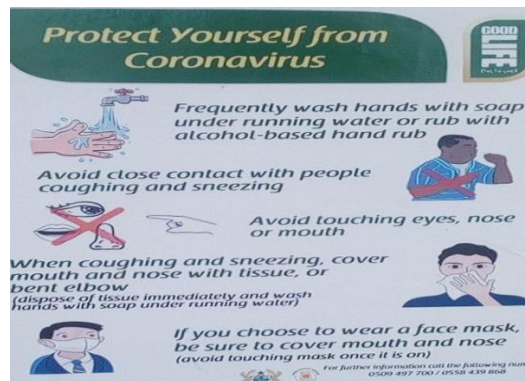 Protect Yourself from
Coronavirus
GOOD
LIFE
Frequently wash hands with soap
under running water or rub with
alcohol-based hand rub
Avoid close contact with people
coughing and sneezing
Avoid touching eyes, nose
or mouth
When coughing and sneezing, cover
mouth and nose with tissue, or
bent elbow
(dispose of tissue immediately and wash
hands with soap under running water)
If you choose to wear a face mask,
be sure to cover mouth and nose
(avoid touching mask once it is on)
For further information call the following
0509 497 700 / 0558 439 868